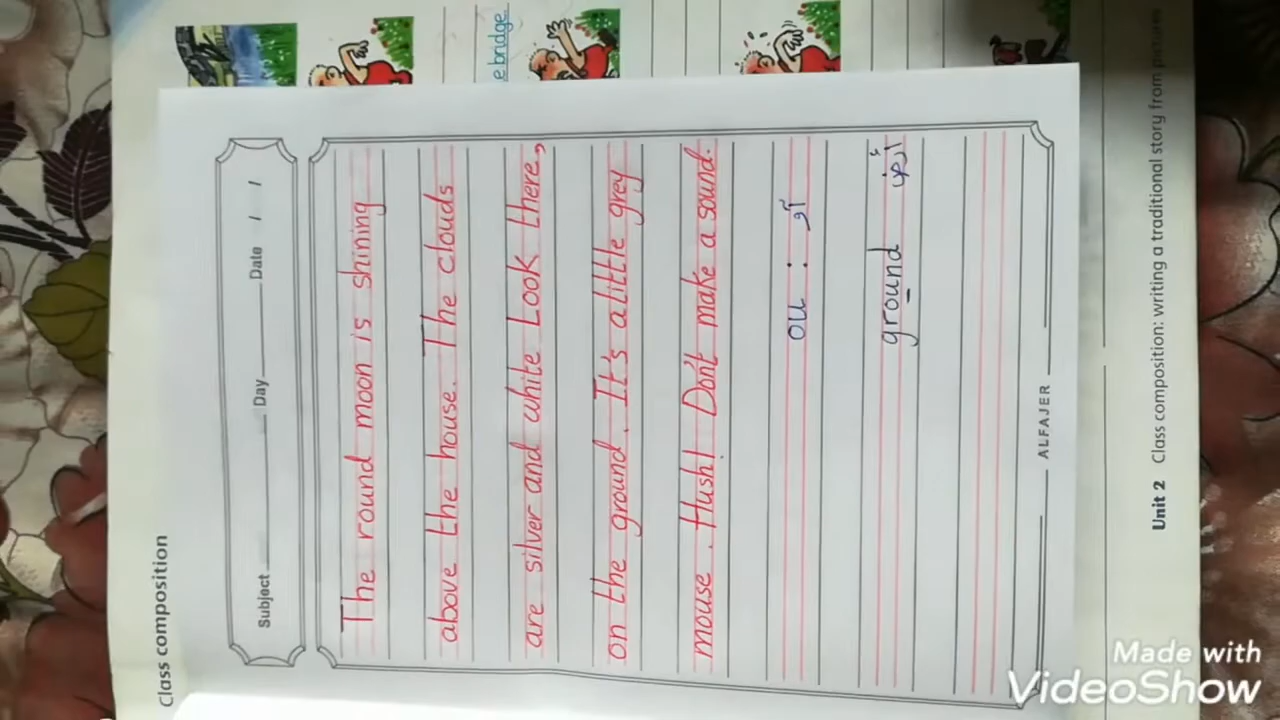 e bridge.
Class composition
Subject Day Date / /
The round moon is shining
above the house. The clouds
are silver and white Look there,
on the ground. It's a little grey
mouse. Hush! Don't make a sound.
ou : آو
ground أرض
ALFAJER
Unit 2 Class composition: writing a traditional story from pictures
Made with
VideoShow